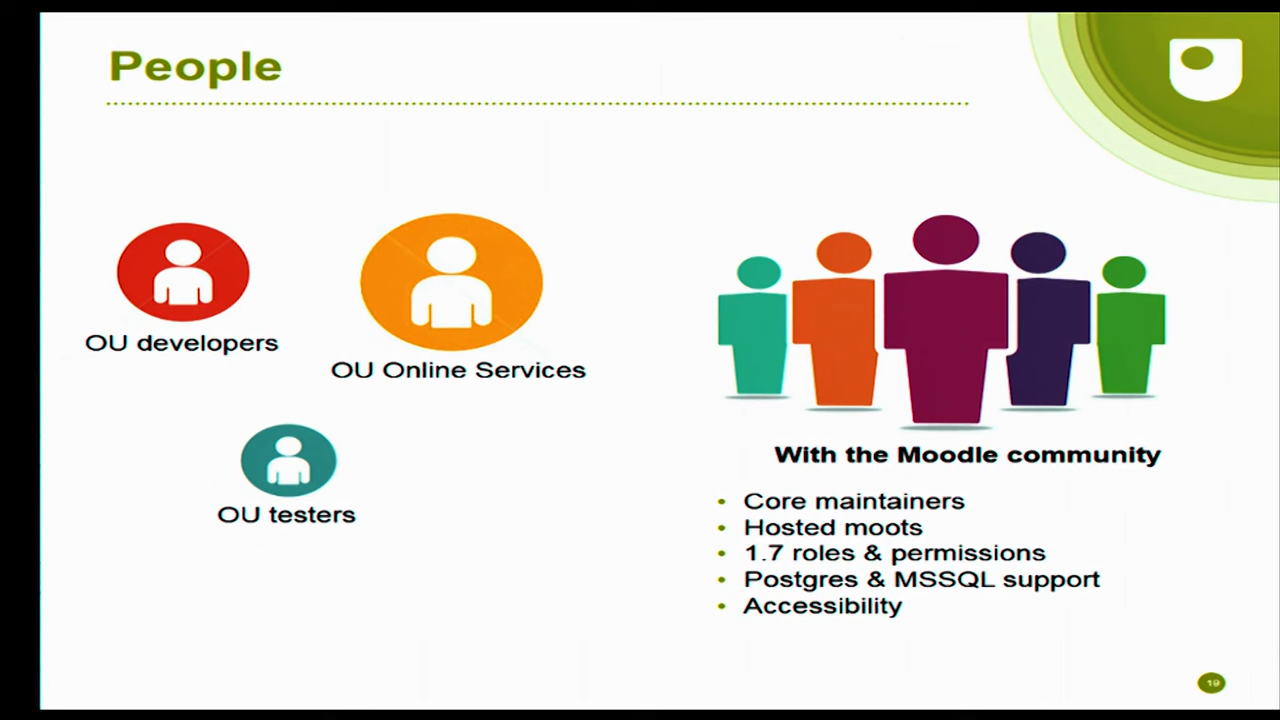 People
OU developers
OU Online Services
OU testers
With the Moodle community
• Core maintainers
• Hosted moots
• 1.7 roles & permissions
• Postgres & MSSQL support
• Accessibility
19